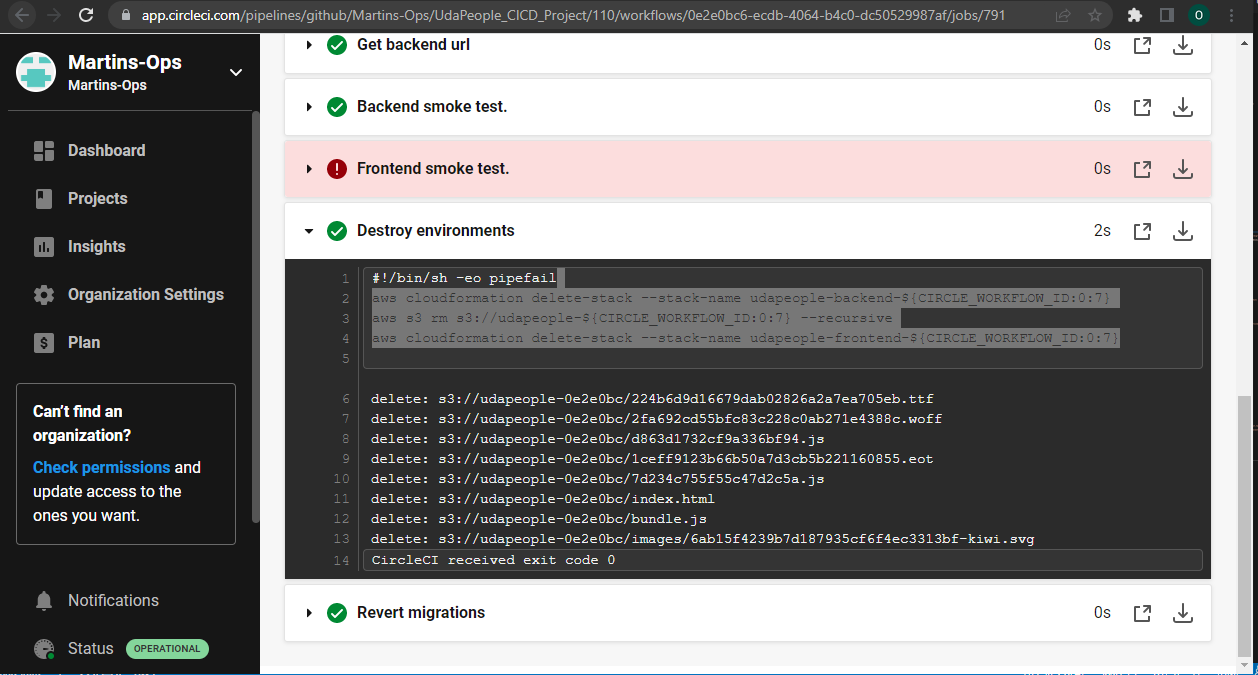 app.circleci.com/pipelines/github/Martins-Ops/UdaPeople_CICD_Project/110/workflows/0e2e0bc6-ecdb-4064-b4c0-dc50529987af/jobs/791
O
Martins-Ops
Martins-Ops
Dashboard
Projects
Insights
Organization Settings
Plan
Can't find an
organization?
Check permissions and
update access to the
ones you want.
Notifications
Status OPERATIONAL
Get backend url 0s
Backend smoke test. 0s
Frontend smoke test. 0s
Destroy environments 2s
1 #!/bin/sh -eo pipefail
2 aws cloudformation delete-stack --stack-name udapeople-backend-${CIRCLE_WORKFLOW_ID:0:7}
3 aws s3 rm s3://udapeople-${CIRCLE_WORKFLOW_ID:0:7} --recursive
4 aws cloudformation delete-stack --stack-name udapeople-frontend-${CIRCLE_WORKFLOW_ID:0:7}
5
6 delete: s3://udapeople-0e2e0bc/224b6d9d16679dab02826a2a7ea705eb.ttf
7 delete: s3://udapeople-0e2e0bc/2fa692cd55bfc83c228c0ab271e4388c.woff
8 delete: s3://udapeople-0e2e0bc/d863d1732cf9a336bf94.js
9 delete: s3://udapeople-0e2e0bc/1ceff9123b66b50a7d3cb5b221160855.eot
10 delete: s3://udapeople-0e2e0bc/7d234c755f55c47d2c5a.js
11 delete: s3://udapeople-0e2e0bc/index.html
12 delete: s3://udapeople-0e2e0bc/bundle.js
13 delete: s3://udapeople-0e2e0bc/images/6ab15f4239b7d187935cf6f4ec3313bf-kiwi.svg
14 CircleCI received exit code 0
Revert migrations 0s